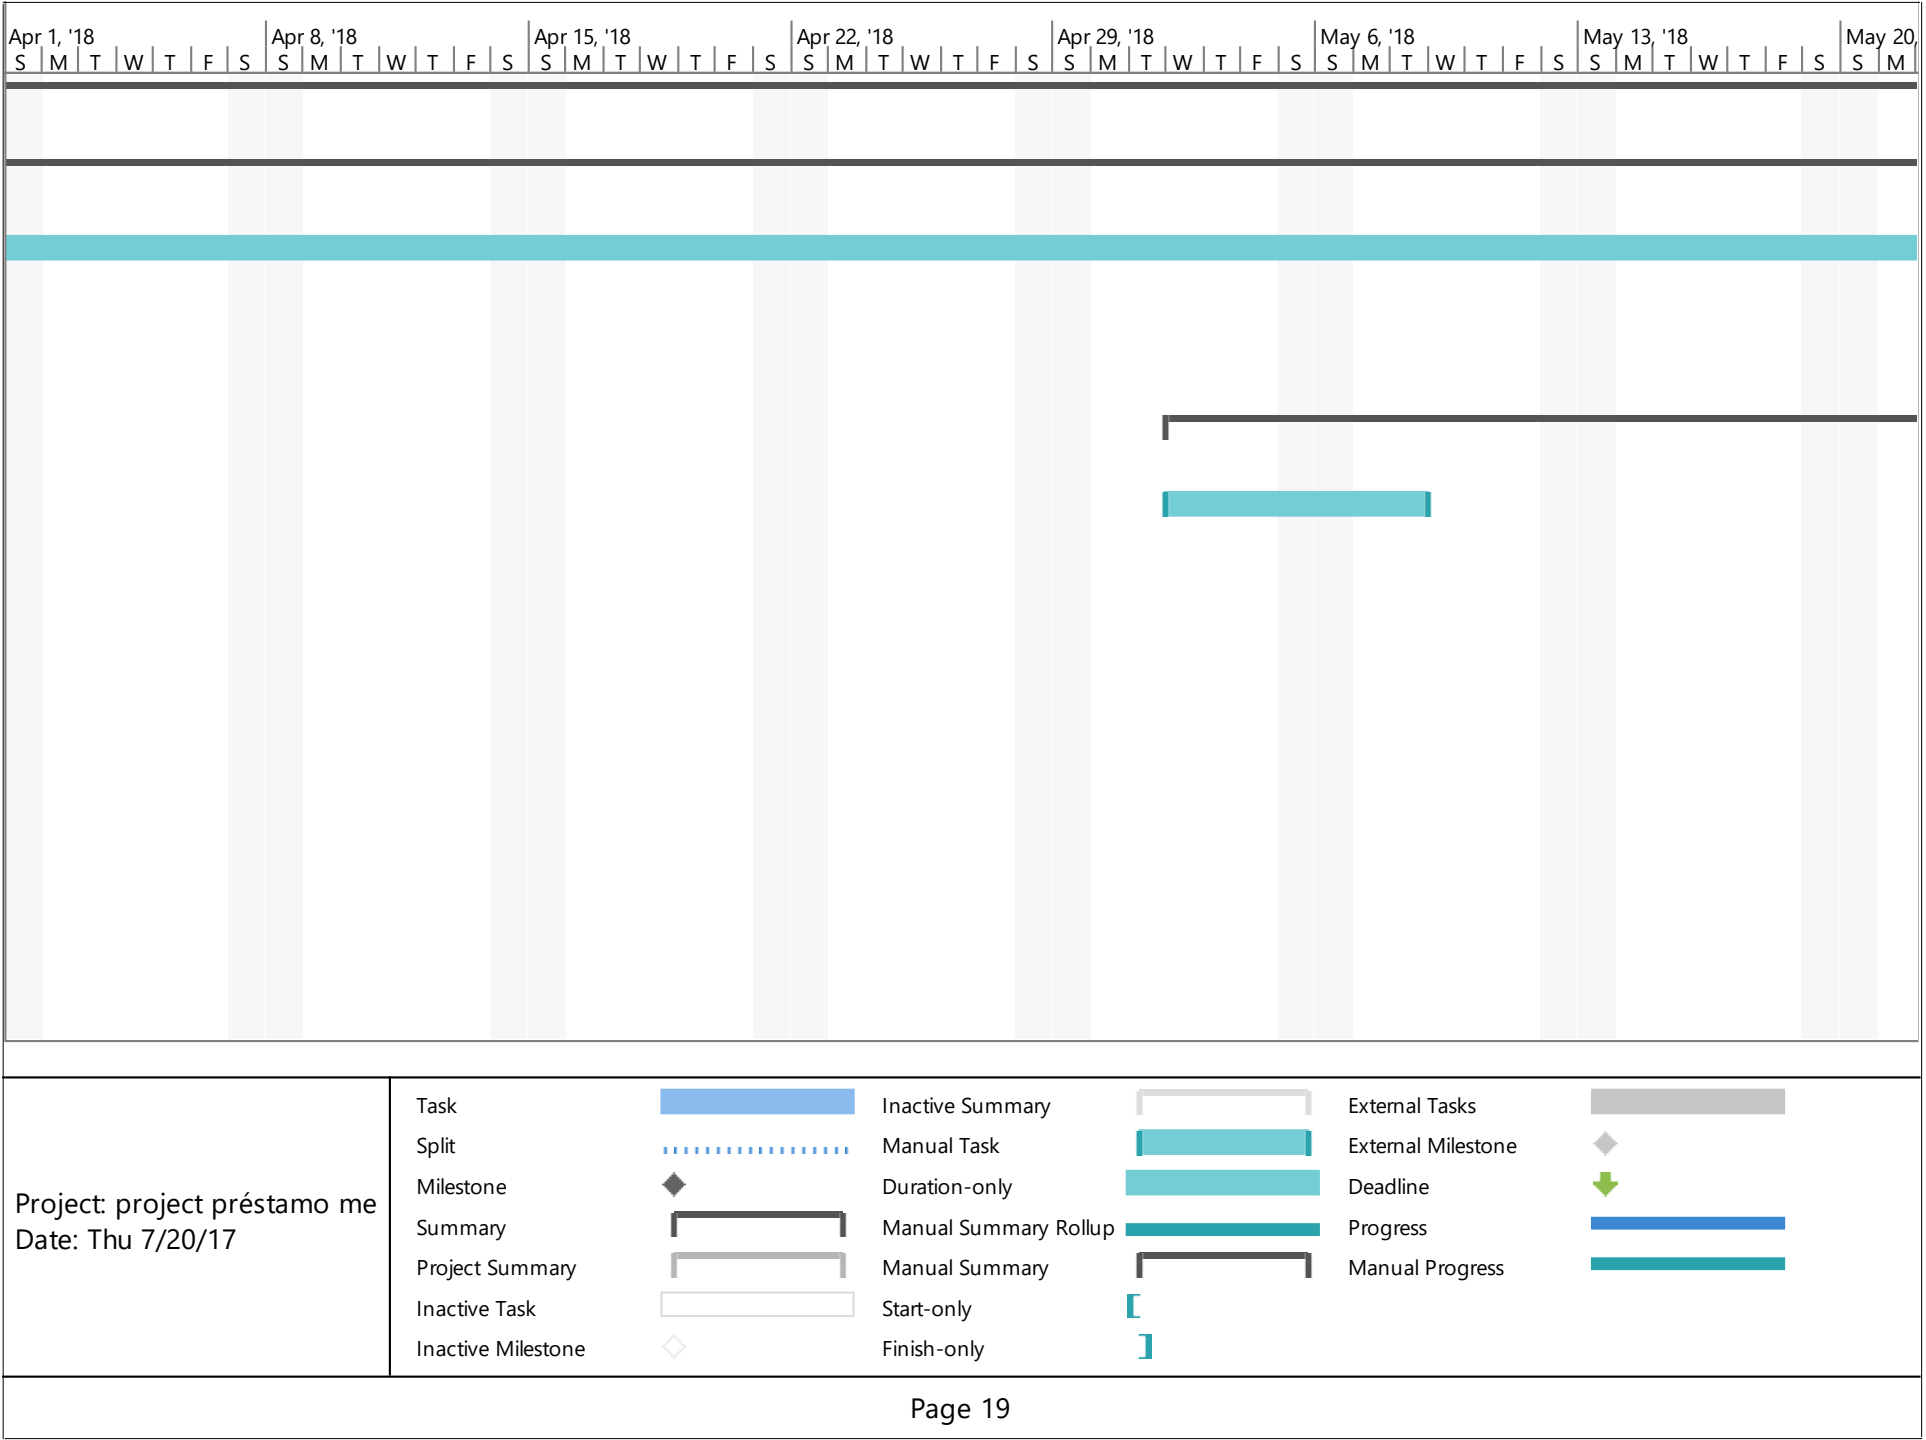 Apr 1, '18 Apr 8, '18 Apr 15, '18 Apr 22, '18 Apr 29, '18 May 6, '18 May 13, '18 May 20,
S M T W T F S S M T W T F S S M T W T F S S M T W T F S S M T W T F S S M T W T F S S M T W T F S S M
Project: project préstamo me
Date: Thu 7/20/17
Task
Split
Milestone
Summary
Project Summary
Inactive Task
Inactive Milestone
Inactive Summary
Manual Task
Duration-only
Manual Summary Rollup
Manual Summary
Start-only
Finish-only
External Tasks
External Milestone
Deadline
Progress
Manual Progress
Page 19